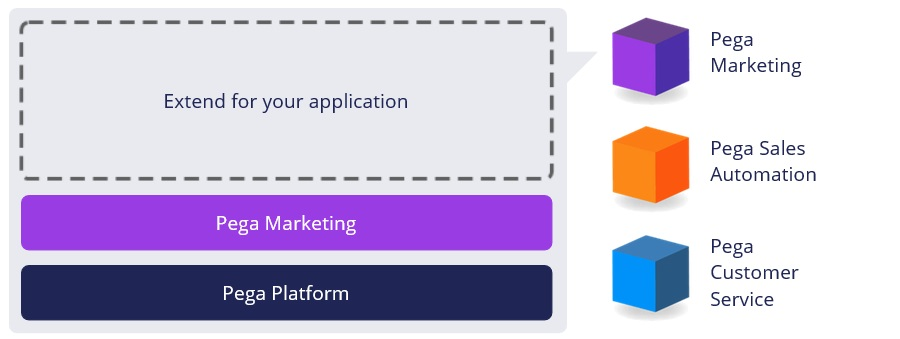 Extend for your application
Pega Marketing
Pega Platform
Pega
Marketing
Pega Sales
Automation
Pega
Customer
Service